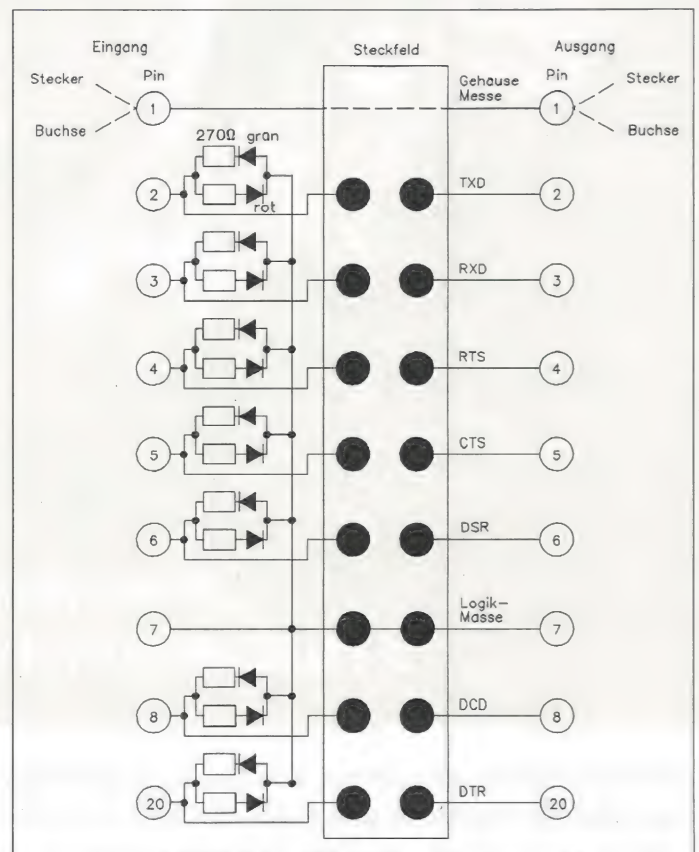 Eingang Steckfeld Ausgang
Stecker Pin Gehause Pin Stecker
Messe
1 1
Buchse Buchse
270Ω gran
2 TXD 2
rot
3 RXD 3
4 RTS 4
5 CTS 5
6 DSR 6
Logik-
7 Masse 7
8 DCD 8
20 DTR 20